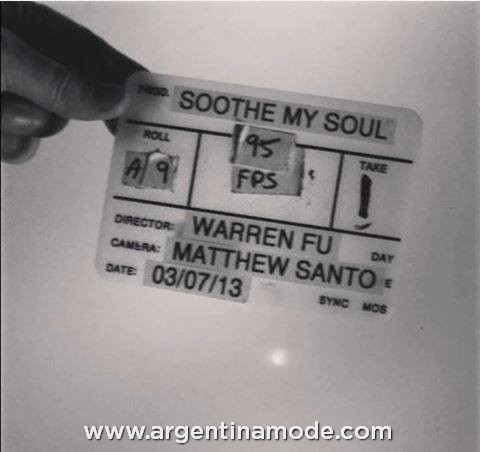 PROD. SOOTHE MY SOUL
ROLL
A 9
95
FPS
TAKE
1
DIRECTOR: WARREN FU
DAY
CAMERA: MATTHEW SANTO
E
DATE: 03/07/13
SYNC MOS
www.argentinamode.com